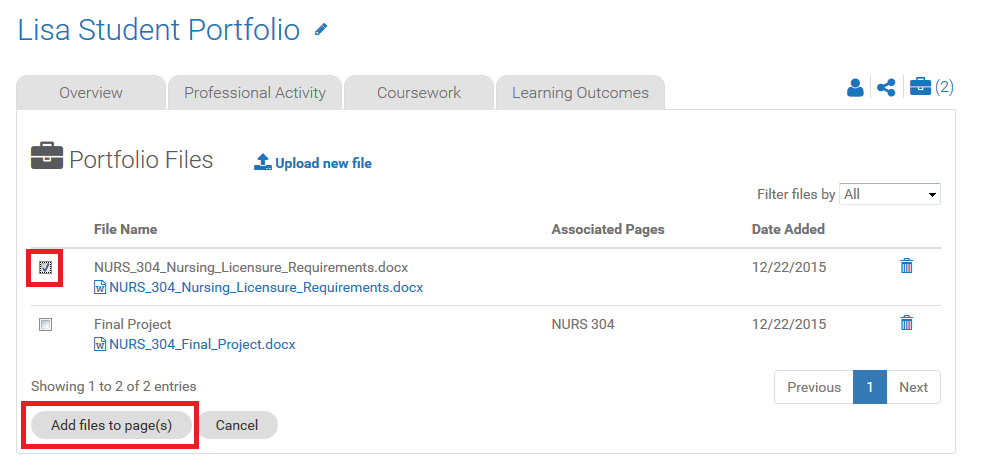 Lisa Student Portfolio
Overview Professional Activity Coursework Learning Outcomes (2)
Portfolio Files Upload new file
Filter files by All
File Name Associated Pages Date Added
NURS_304_Nursing_Licensure_Requirements.docx 12/22/2015
NURS_304_Nursing_Licensure_Requirements.docx
Final Project NURS 304 12/22/2015
NURS_304_Final_Project.docx
Showing 1 to 2 of 2 entries Previous 1 Next
Add files to page(s) Cancel